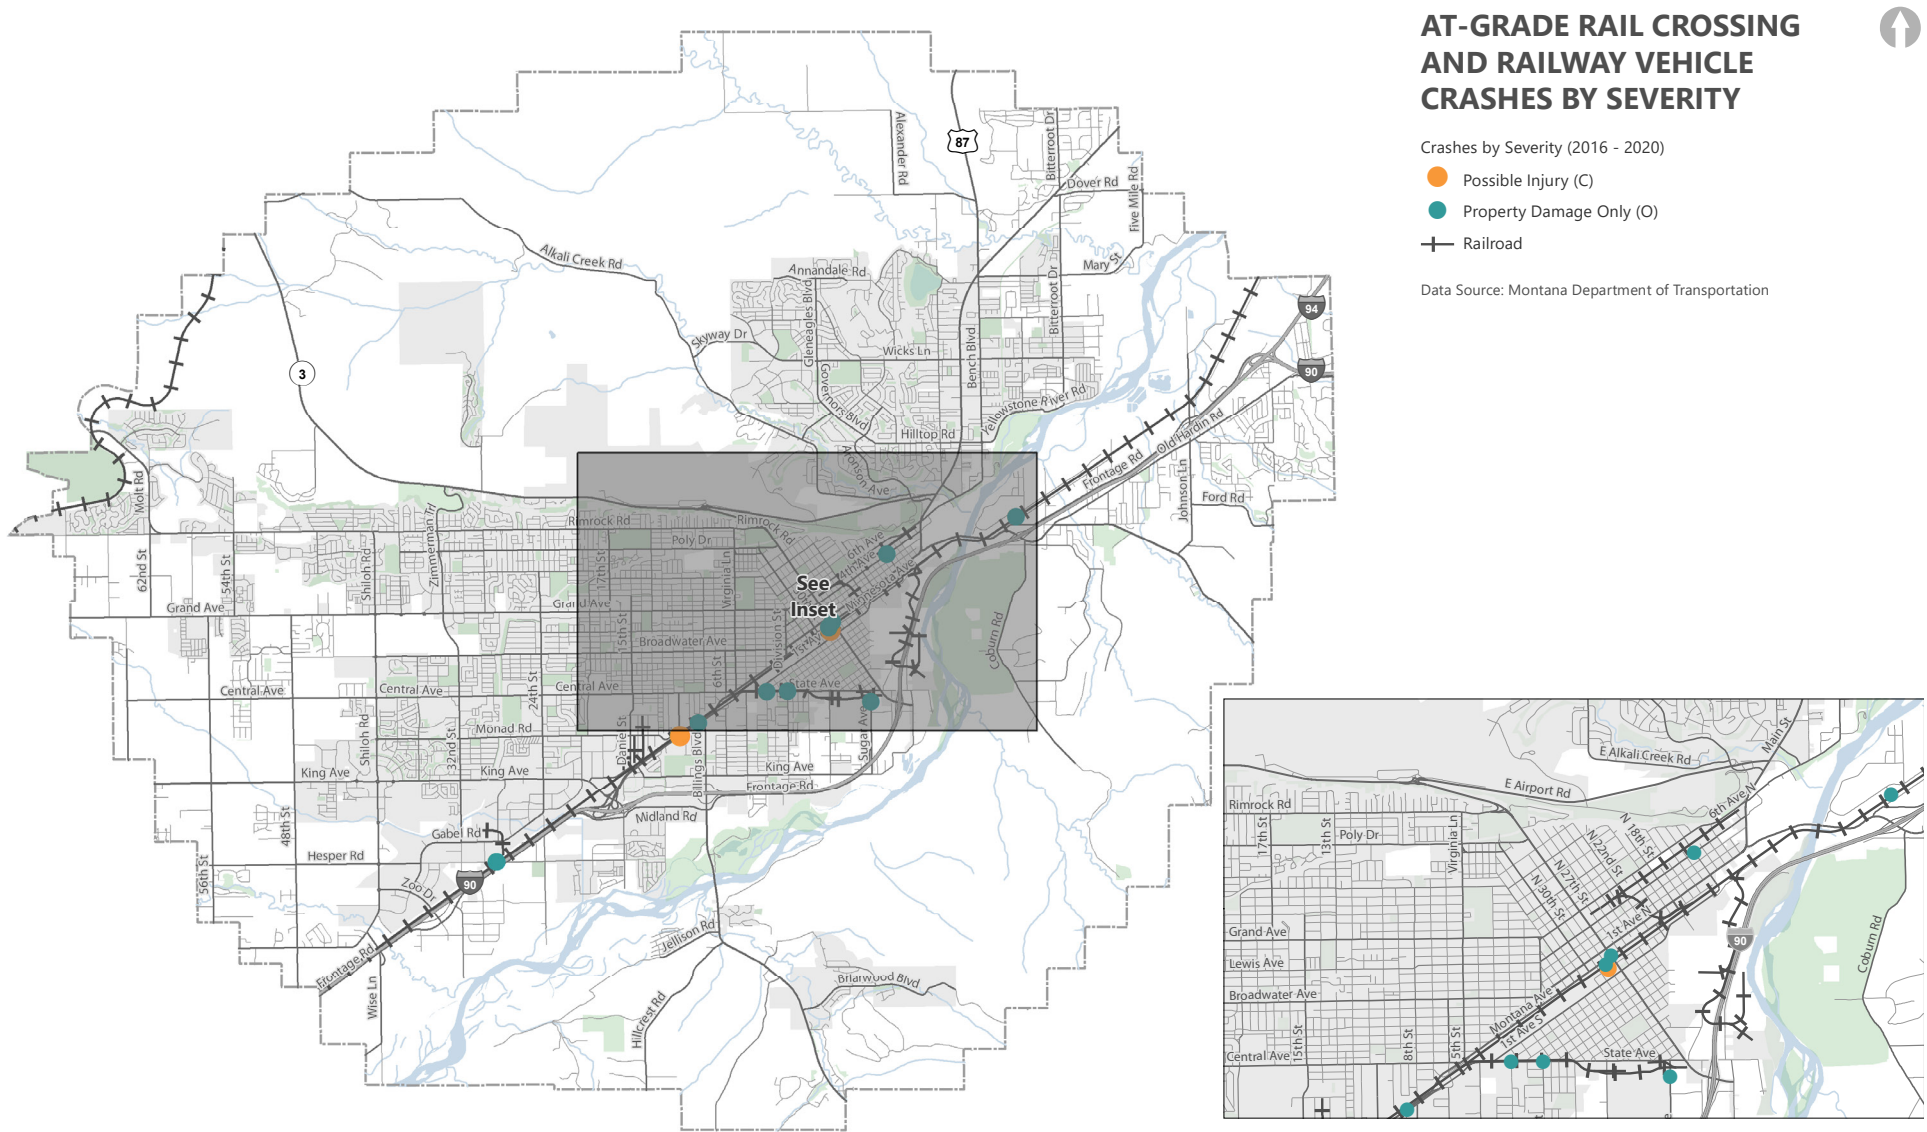 AT-GRADE RAIL CROSSING
AND RAILWAY VEHICLE
CRASHES BY SEVERITY
Crashes by Severity (2016 - 2020)
Possible Injury (C)
Property Damage Only (O)
Railroad
Data Source: Montana Department of Transportation
87
Alexander Rd
Bitterroot Dr
Dover Rd
Five Mile Rd
Alkali Creek Rd
Annandale Rd
Mary St
Gleneagles Blvd
Bitterroot Dr
94
Skyway Dr
Wicks Ln
Bench Blvd
3
90
Governors Blvd
Yellowstone River Rd
Hilltop Rd
Old Hardin Rd
Aronson Ave
Frontage Rd
Johnson Ln
Ford Rd
Molt Rd
Zimmerman Trl
Rimrock Rd
Rimrock Rd
Poly Dr
6th Ave
4th Ave
Minnesota Ave
62nd St
54th St
Shiloh Rd
17th St
Virginia Ln
See
Inset
Grand Ave
Grand Ave
15th St
Broadwater Ave
Division St
1st Ave
Coburn Rd
Central Ave
Central Ave
24th St
Central Ave
6th St
State Ave
Shiloh Rd
32nd St
Monad Rd
Daniel St
Billings Blvd
Sugar Ave
King Ave
King Ave
King Ave
Frontage Rd
48th St
Gabel Rd
Midland Rd
56th St
Hesper Rd
Zoo Dr
90
Frontage Rd
Wise Ln
Jellison Rd
Hillcrest Rd
Briarwood Blvd
E Alkali Creek Rd
Main St
E Airport Rd
Rimrock Rd
17th St
13th St
Poly Dr
Virginia Ln
6th Ave N
N 18th St
N 22nd St
N 27th St
N 30th St
1st Ave N
Grand Ave
Lewis Ave
Broadwater Ave
90
Coburn Rd
Montana Ave
1st Ave S
Central Ave
15th St
8th St
5th St
State Ave